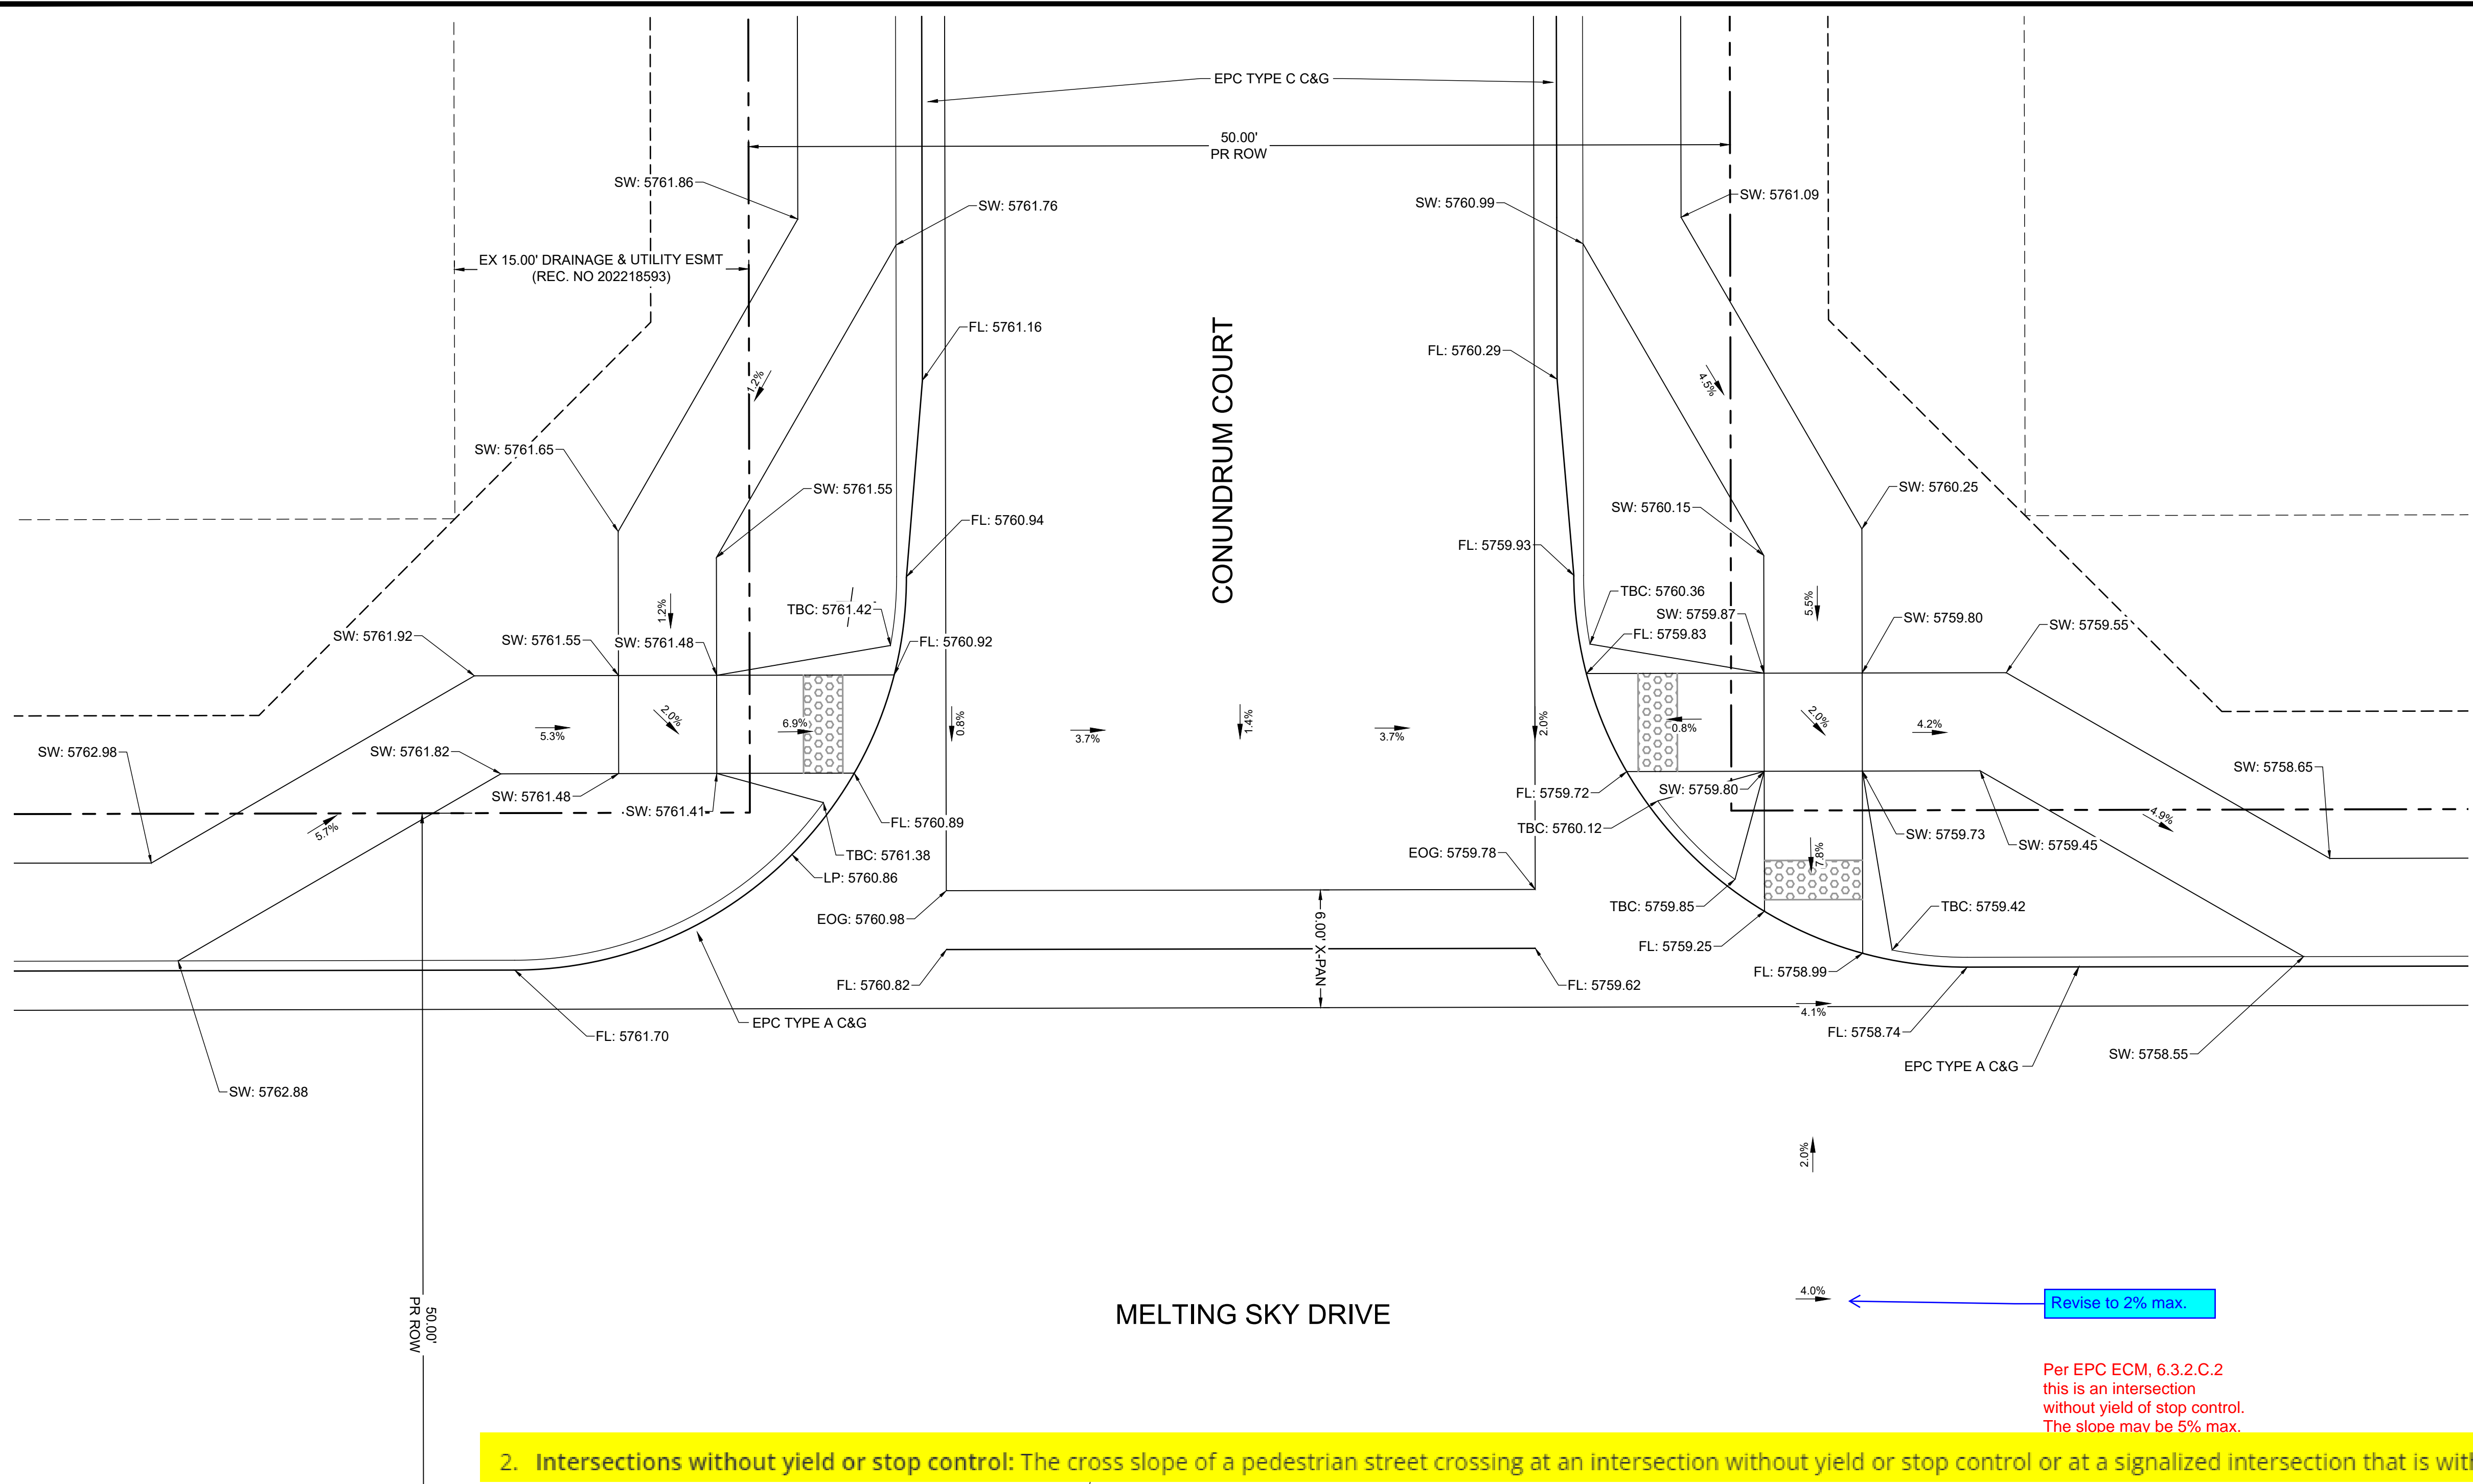 EPC TYPE C C&G
50.00'
PR ROW
SW: 5761.86
SW: 5761.76
SW: 5760.99
SW: 5761.09
EX 15.00' DRAINAGE & UTILITY ESMT
(REC. NO 202218593)
FL: 5761.16
FL: 5760.29
CONUNDRUM COURT
1.2%
4.5%
SW: 5761.65
SW: 5761.55
SW: 5760.15
SW: 5760.25
FL: 5760.94
FL: 5759.93
TBC: 5761.42
TBC: 5760.36
1.2%
5.5%
SW: 5761.92
SW: 5761.55
SW: 5761.48
FL: 5760.92
SW: 5759.87
FL: 5759.83
SW: 5759.80
SW: 5759.55
2.0%
6.9%
5.3%
0.8%
3.7%
1.4%
3.7%
2.0%
0.8%
2.0%
4.2%
SW: 5762.98
SW: 5761.82
SW: 5758.65
SW: 5761.48
SW: 5761.41
FL: 5760.89
FL: 5759.72
SW: 5759.80
5.7%
4.9%
TBC: 5761.38
LP: 5760.86
TBC: 5760.12
SW: 5759.73
SW: 5759.45
EOG: 5759.78
7.8%
EOG: 5760.98
6.00' X-PAN
TBC: 5759.85
TBC: 5759.42
FL: 5759.25
FL: 5760.82
FL: 5759.62
FL: 5758.99
EPC TYPE A C&G
FL: 5761.70
4.1%
FL: 5758.74
SW: 5758.55
EPC TYPE A C&G
SW: 5762.88
2.0%
50.00'
PR ROW
MELTING SKY DRIVE
4.0%
Revise to 2% max.
Per EPC ECM, 6.3.2.C.2
this is an intersection
without yield of stop control.
The slope may be 5% max.
2. Intersections without yield or stop control: The cross slope of a pedestrian street crossing at an intersection without yield or stop control or at a signalized intersection that is with